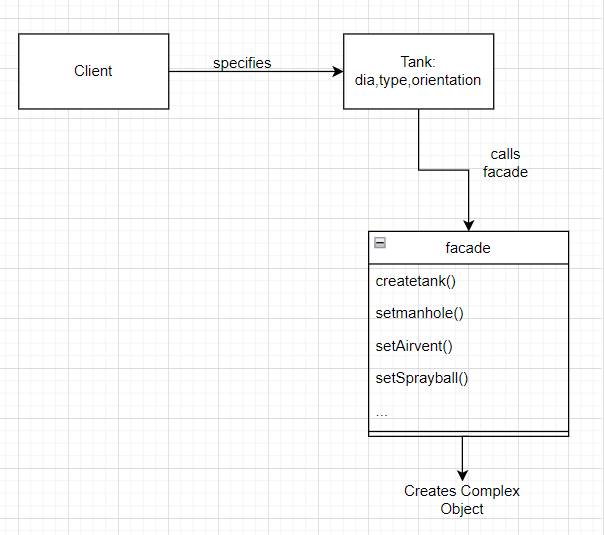 Client
specifies
Tank:
dia,type,orientation
calls
facade
facade
createtank()
setmanhole()
setAirvent()
setSprayball()
...
Creates Complex
Object